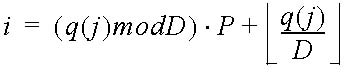 i = (q(j)modD)·P + ⌊q(j)/D⌋